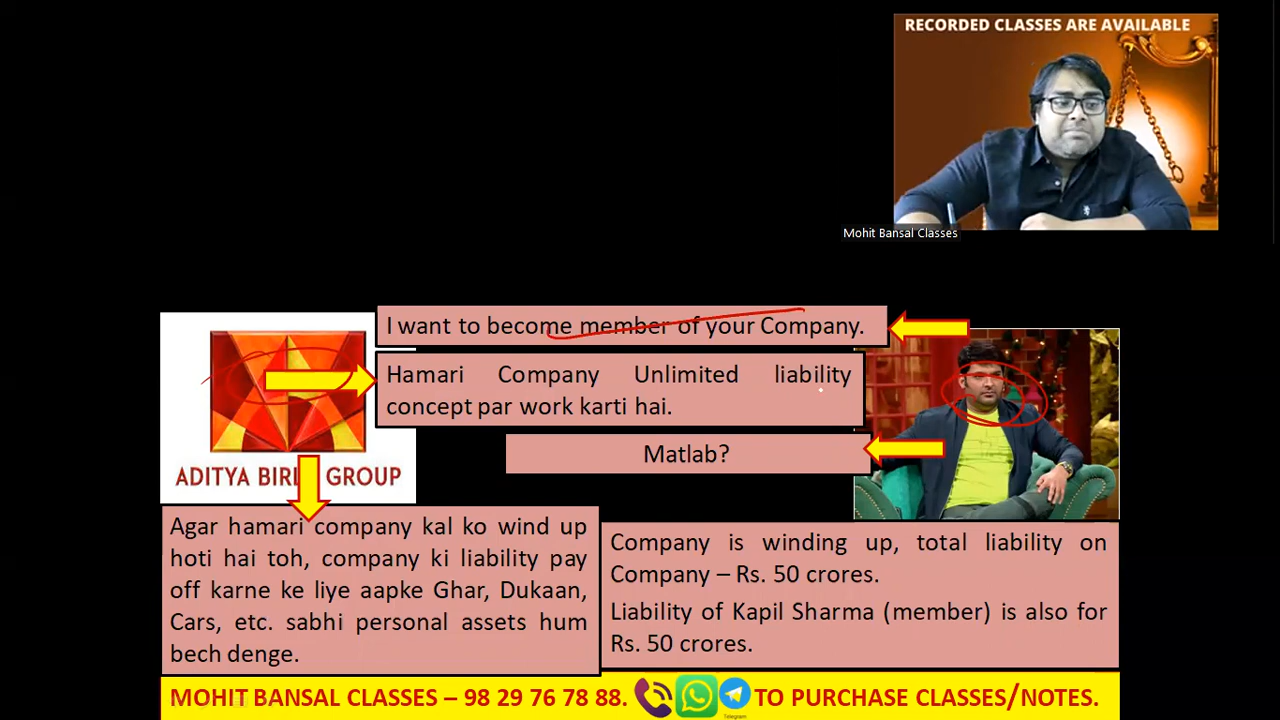 RECORDED CLASSES ARE AVAILABLE
Mohit Bansal Classes
I want to become member of your Company.
Hamari Company Unlimited liability
concept par work karti hai.
Matlab?
ADITYA BIRL GROUP
Agar hamari company kal ko wind up
hoti hai toh, company ki liability pay
off karne ke liye aapke Ghar, Dukaan,
Cars, etc. sabhi personal assets hum
bech denge.
Company is winding up, total liability on
Company – Rs. 50 crores.
Liability of Kapil Sharma (member) is also for
Rs. 50 crores.
MOHIT BANSAL CLASSES – 98 29 76 78 88. TO PURCHASE CLASSES/NOTES.
Telegram